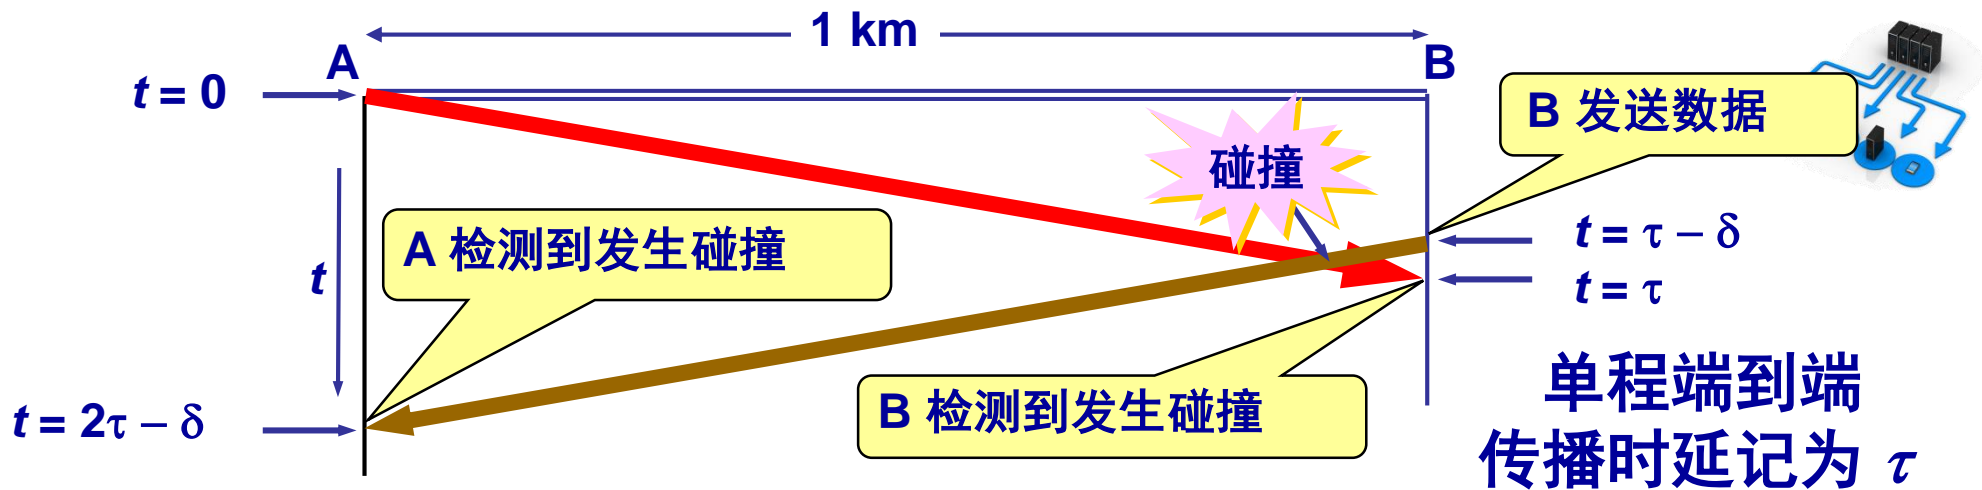 1 km
A
B
t = 0
B 发送数据
碰撞
A 检测到发生碰撞
t = τ – δ
t
t = τ
B 检测到发生碰撞
t = 2τ – δ
单程端到端
传播时延记为 τ